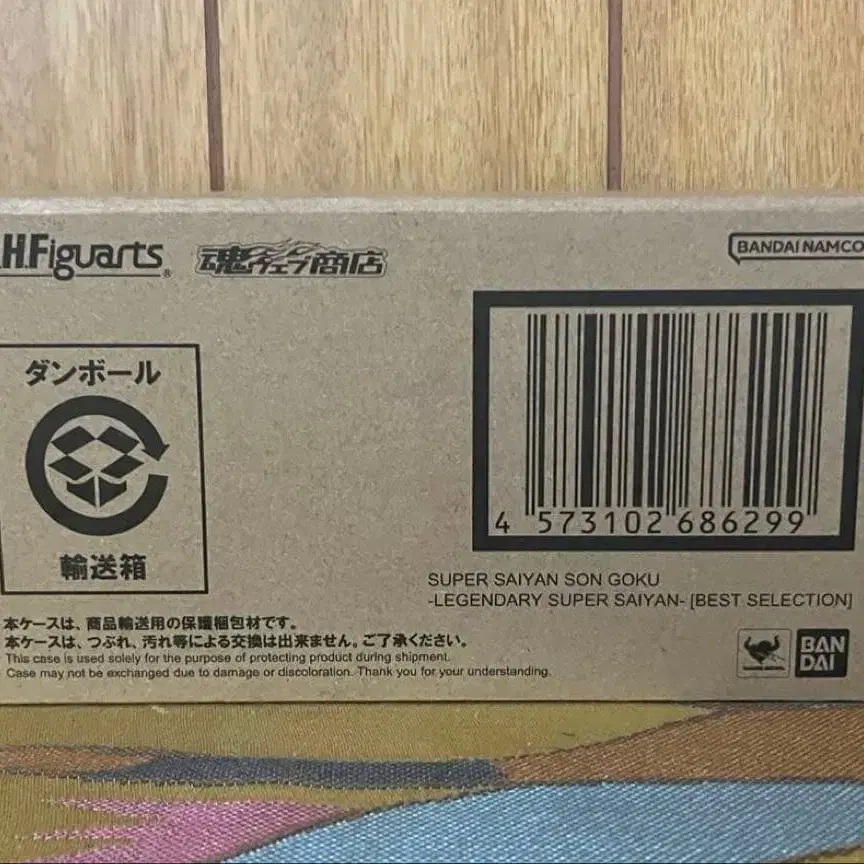 .H.Figuarts®
魂ウェブ商店
BANDAI NAMCO
ダンボール
輸送箱
4 573102 686299
SUPER SAIYAN SON GOKU
-LEGENDARY SUPER SAIYAN- [BEST SELECTION]
本ケースは、商品輸送用の保護梱包材です。
本ケースは、つぶれ、汚れ等による交換は出来ません。ご了承ください。
This case is used solely for the purpose of protecting product during shipment.
Case may not be exchanged due to damage or discoloration. Thank you for your understanding.
BAN
DAI